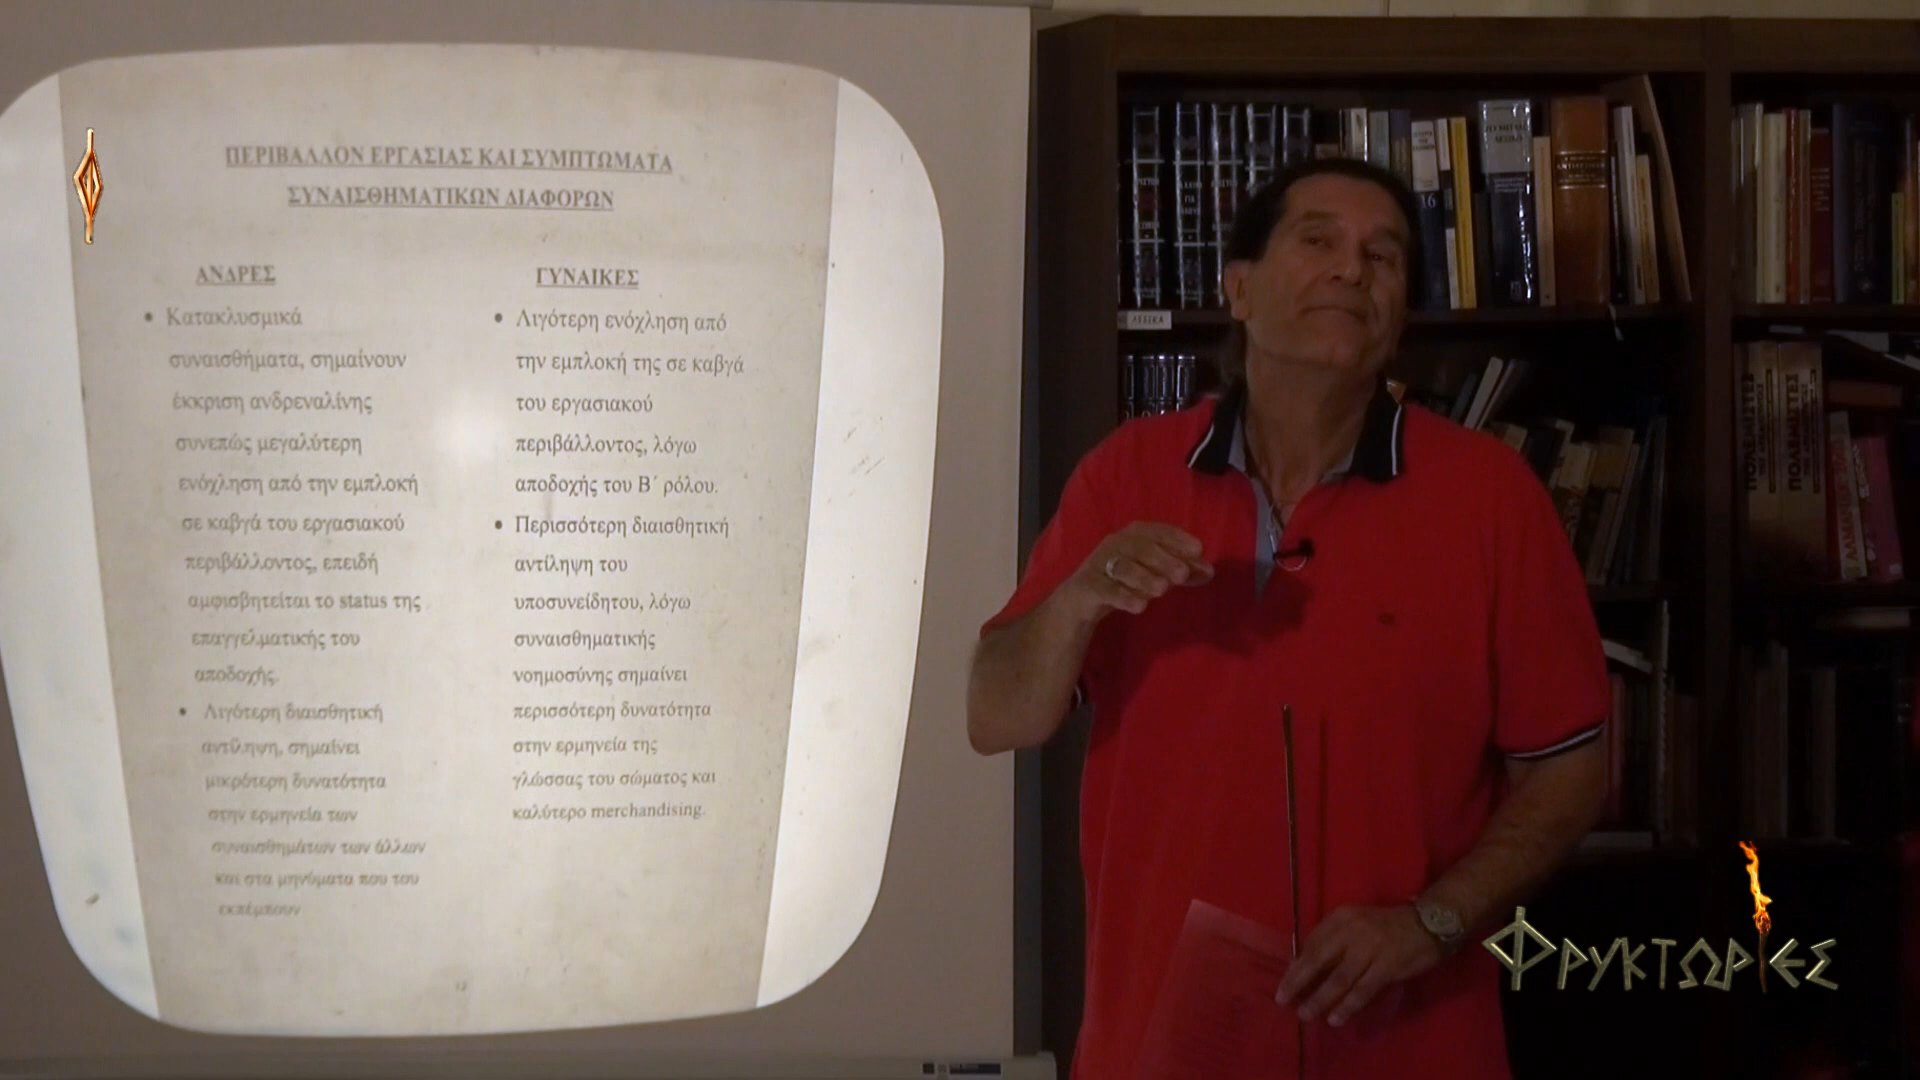 ΠΕΡΙΒΑΛΛΟΝ ΕΡΓΑΣΙΑΣ ΚΑΙ ΣΥΜΠΤΩΜΑΤΑ
ΣΥΝΑΙΣΘΗΜΑΤΙΚΩΝ ΔΙΑΦΟΡΩΝ
ΑΝΔΡΕΣ
• Κατακλυσμικά
συναισθήματα, σημαίνουν
έκκριση ανδρεναλίνης
συνεπώς μεγαλύτερη
ενόχληση από την εμπλοκή
σε καβγά του εργασιακού
περιβάλλοντος, επειδή
αμφισβητείται το status της
επαγγελματικής του
αποδοχής.
• Λιγότερη διαισθητική
αντίληψη, σημαίνει
μικρότερη δυνατότητα
στην ερμηνεία των
συναισθημάτων των άλλων
και στα μηνύματα που του
εκπέμπουν
ΓΥΝΑΙΚΕΣ
• Λιγότερη ενόχληση από
την εμπλοκή της σε καβγά
του εργασιακού
περιβάλλοντος, λόγω
αποδοχής του Β΄ ρόλου.
• Περισσότερη διαισθητική
αντίληψη του
υποσυνείδητου, λόγω
συναισθηματικής
νοημοσύνης σημαίνει
περισσότερη δυνατότητα
στην ερμηνεία της
γλώσσας του σώματος και
καλύτερο merchandising.
ΛΕΞΙΚΑ
16
ΠΟΛΕΜΙΣΤΕΣ
ΠΟΛΕΜΙΣΤΕΣ
ΦΡΥΚΤΩΡΙΕΣ